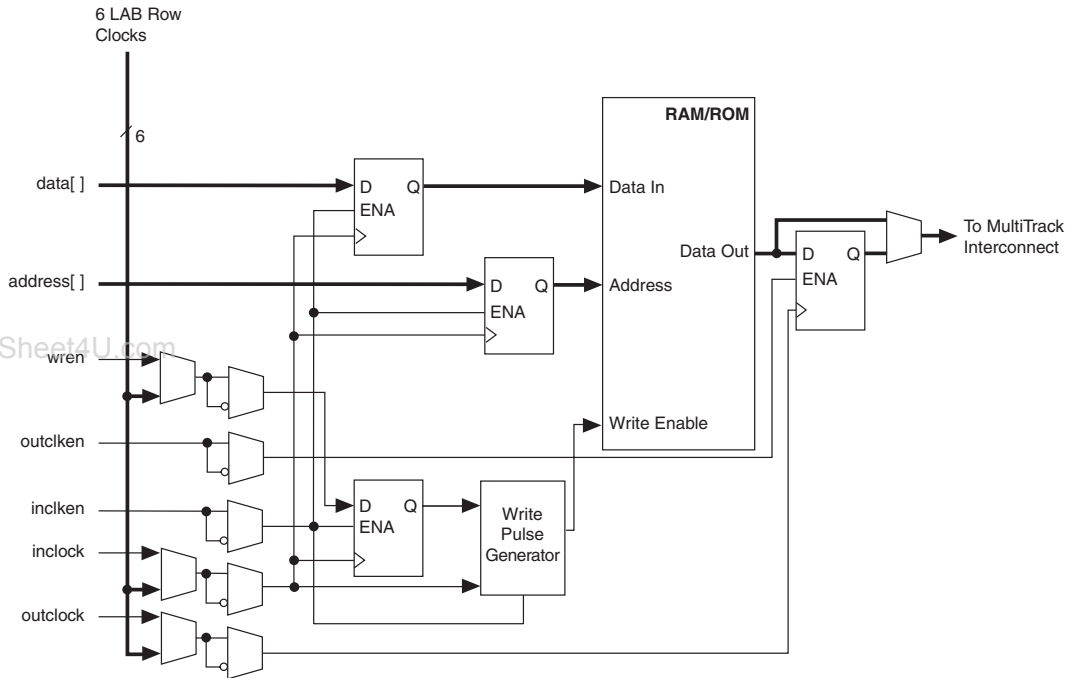 6 LAB Row
Clocks
6
RAM/ROM
data[ ]
D Q
ENA
Data In
Data Out
D Q
ENA
To MultiTrack
Interconnect
address[ ]
D Q
ENA
Address
Sheet4U.com
wren
Write Enable
outclken
inclken
D Q
ENA
Write
Pulse
Generator
inclock
outclock